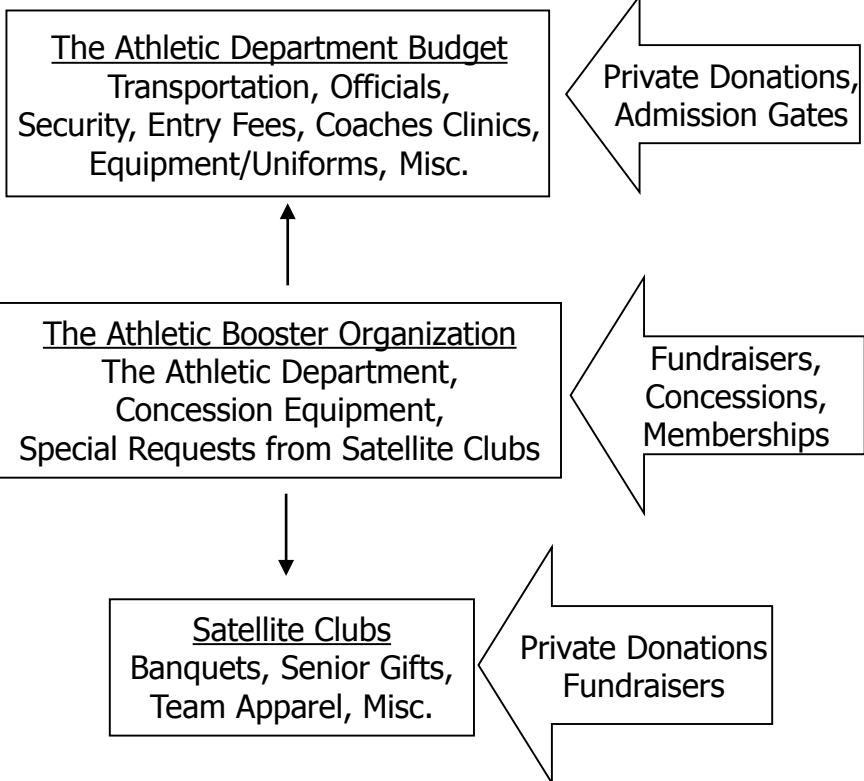 The Athletic Department Budget
Transportation, Officials,
Security, Entry Fees, Coaches Clinics,
Equipment/Uniforms, Misc.
Private Donations,
Admission Gates
The Athletic Booster Organization
The Athletic Department,
Concession Equipment,
Special Requests from Satellite Clubs
Fundraisers,
Concessions,
Memberships
Satellite Clubs
Banquets, Senior Gifts,
Team Apparel, Misc.
Private Donations
Fundraisers